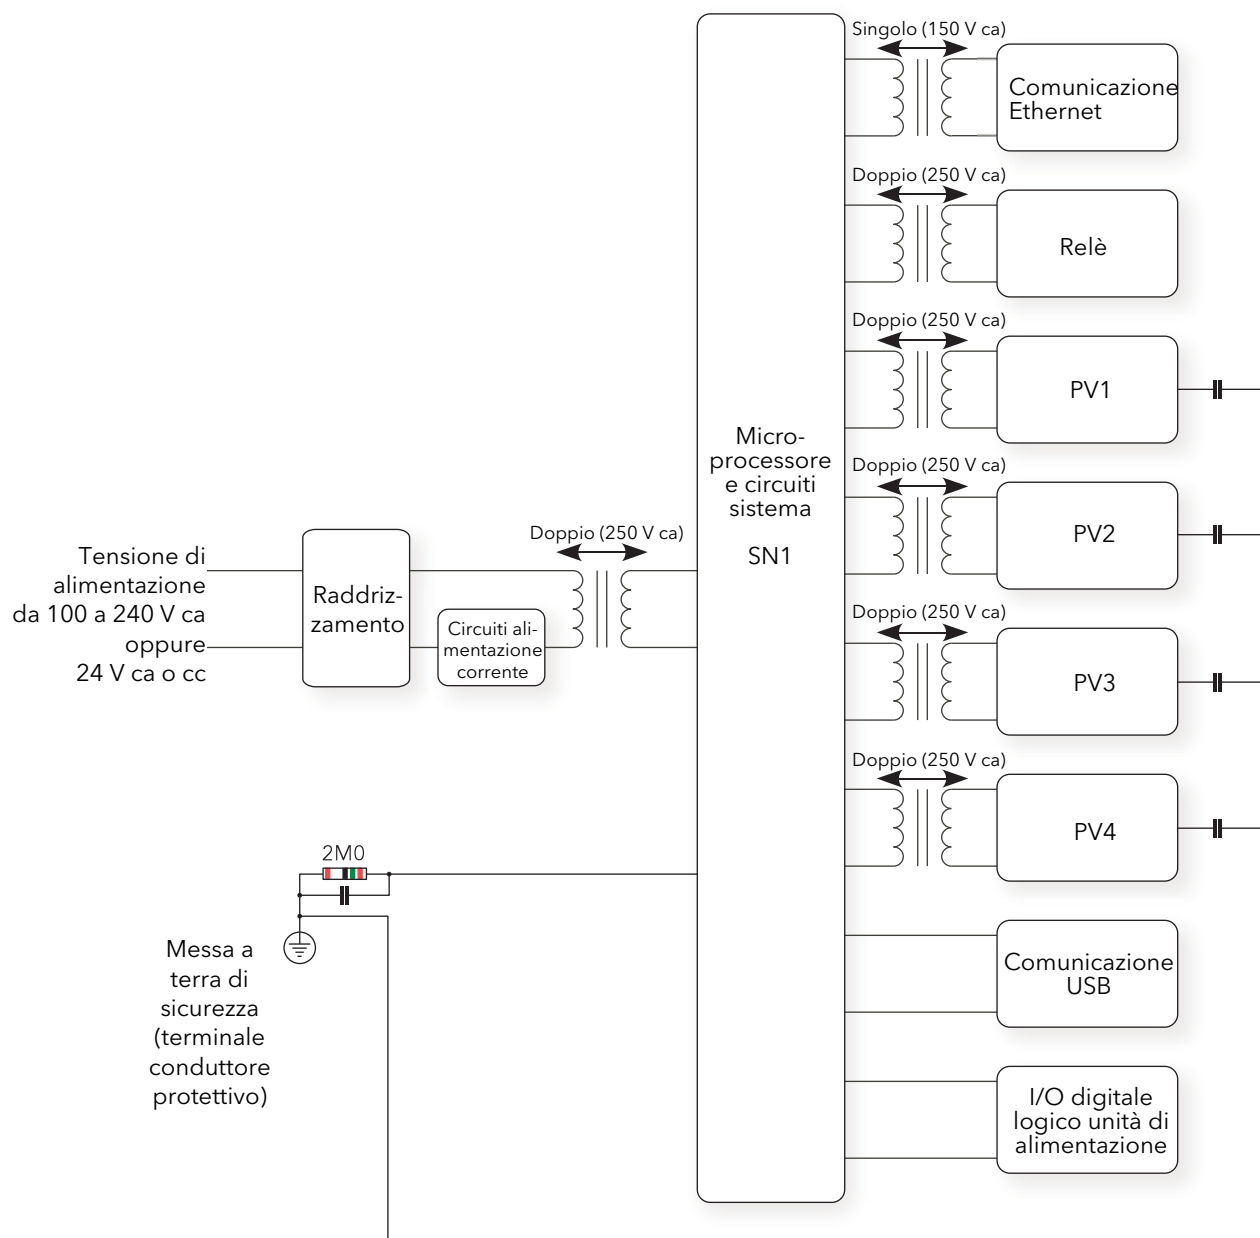 Singolo (150 V ca)
Comunicazione
Ethernet
Doppio (250 V ca)
Relè
Doppio (250 V ca)
PV1
Micro-
processore
e circuiti
sistema
SN1
Doppio (250 V ca)
PV2
Tensione di
alimentazione
da 100 a 240 V ca
oppure
24 V ca o cc
Raddriz-
zamento
Circuiti ali-
mentazione
corrente
Doppio (250 V ca)
Doppio (250 V ca)
PV3
Doppio (250 V ca)
PV4
2M0
Messa a
terra di
sicurezza
(terminale
conduttore
protettivo)
Comunicazione
USB
I/O digitale
logico unità di
alimentazione